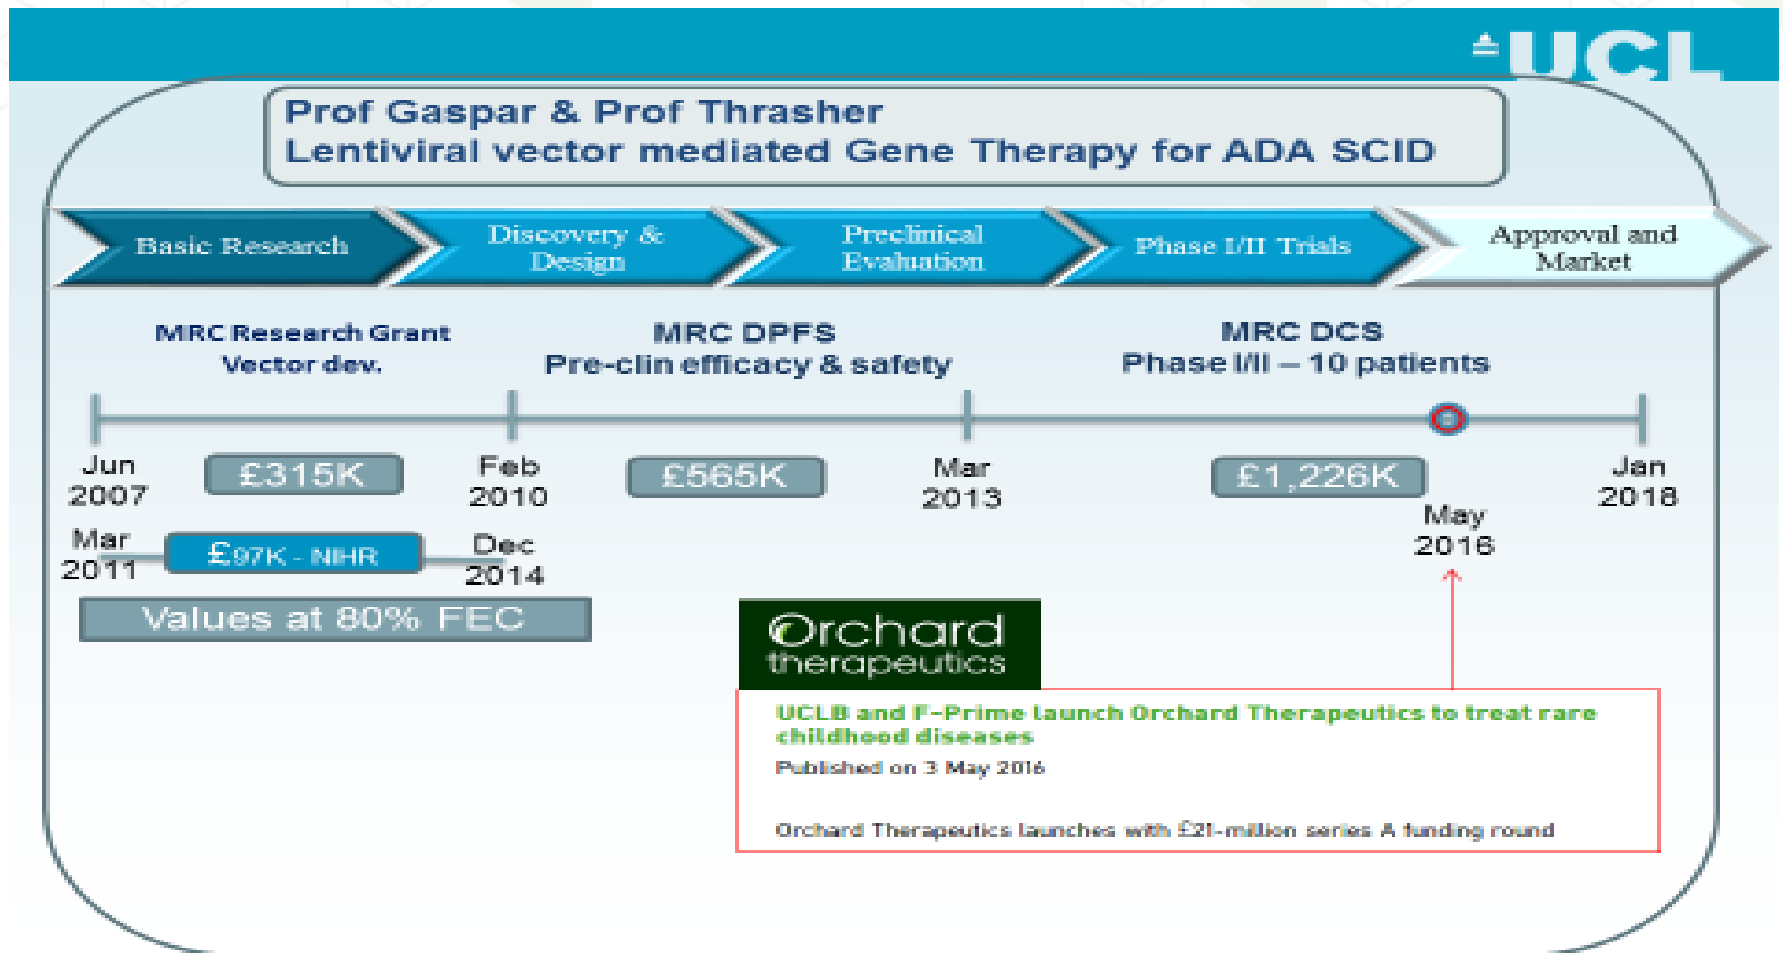 UCL
Prof Gaspar & Prof Thrasher
Lentiviral vector mediated Gene Therapy for ADA SCID
Basic Research
Discovery &
Design
Preclinical
Evaluation
Phase I/II Trials
Approval and
Market
MRC Research Grant
Vector dev.
MRC DPFS
Pre-clin efficacy & safety
MRC DCS
Phase I/II – 10 patients
Jun
2007
£315K
Feb
2010
£565K
Mar
2013
£1,226K
May
2016
Jan
2018
Mar
2011
£97K - NIHR
Dec
2014
Values at 80% FEC
Orchard
therapeutics
UCLB and F-Prime launch Orchard Therapeutics to treat rare
childhood diseases
Published on 3 May 2016
Orchard Therapeutics launches with £21-million series A funding round